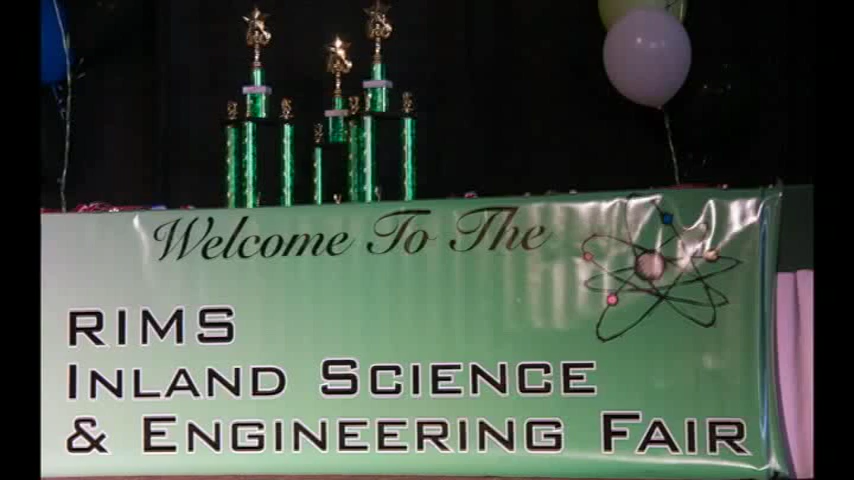 Welcome To The
RIMS
INLAND SCIENCE
& ENGINEERING FAIR